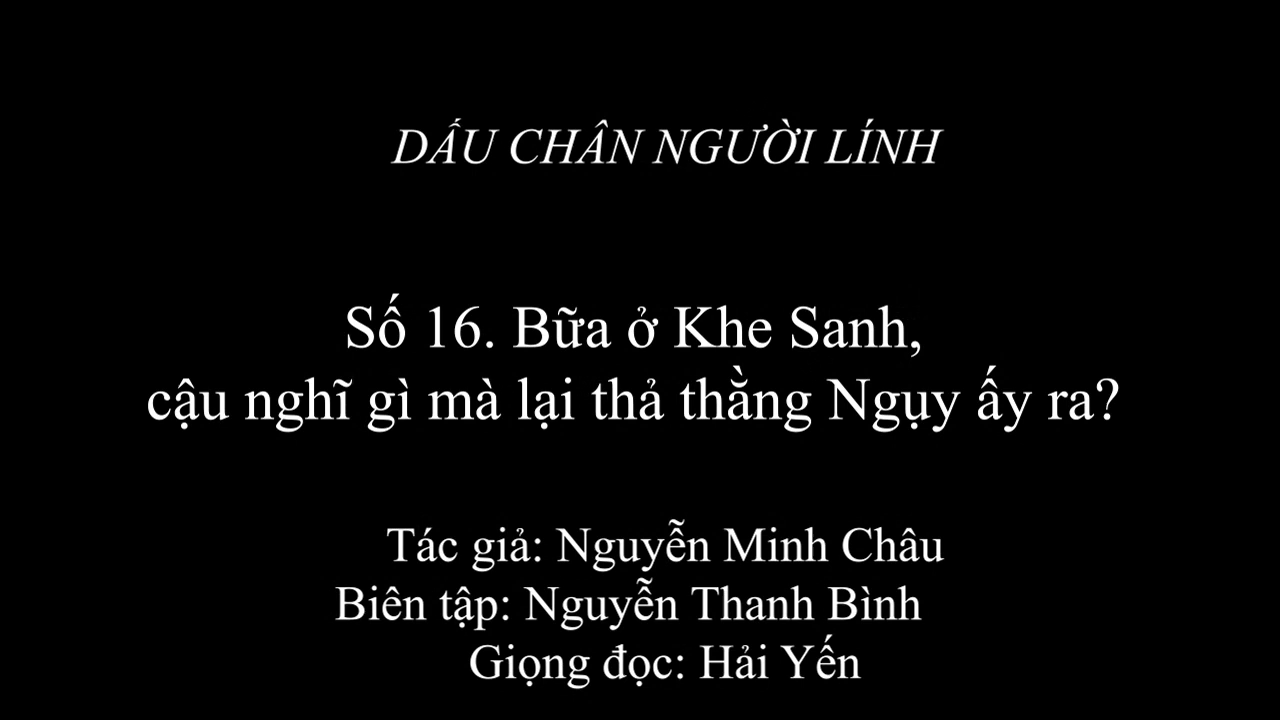 DẤU CHÂN NGƯỜI LÍNH
Số 16. Bữa ở Khe Sanh,
cậu nghĩ gì mà lại thả thằng Ngụy ấy ra?
Tác giả: Nguyễn Minh Châu
Biên tập: Nguyễn Thanh Bình
Giọng đọc: Hải Yến